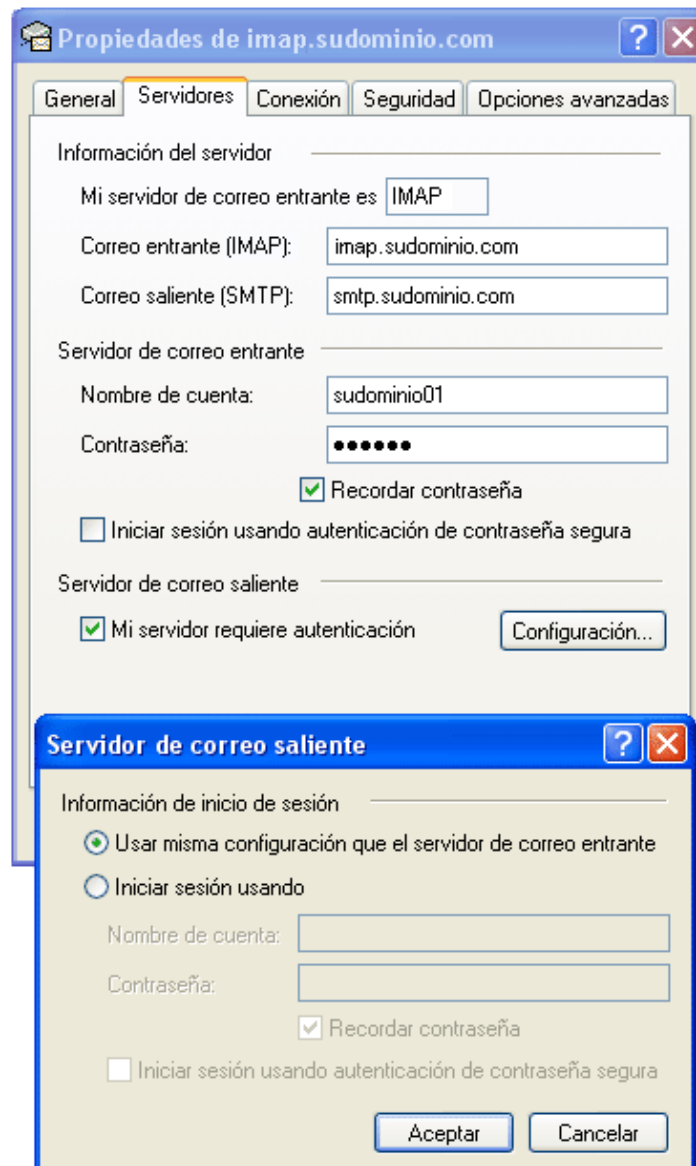 Propiedades de imap.sudominio.com
General Servidores Conexión Seguridad Opciones avanzadas
Información del servidor
Mi servidor de correo entrante es IMAP
Correo entrante (IMAP): imap.sudominio.com
Correo saliente (SMTP): smtp.sudominio.com
Servidor de correo entrante
Nombre de cuenta: sudominio01
Contraseña: ●●●●●●
Recordar contraseña
Iniciar sesión usando autenticación de contraseña segura
Servidor de correo saliente
Mi servidor requiere autenticación Configuración...
Servidor de correo saliente
Información de inicio de sesión
Usar misma configuración que el servidor de correo entrante
Iniciar sesión usando
Nombre de cuenta:
Contraseña:
Recordar contraseña
Iniciar sesión usando autenticación de contraseña segura
Aceptar Cancelar